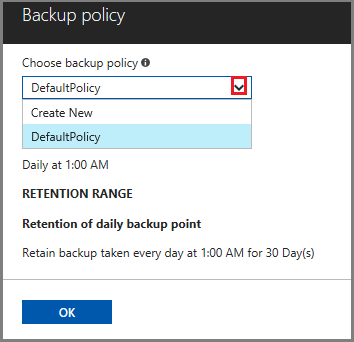 Backup policy
Choose backup policy
DefaultPolicy
Create New
DefaultPolicy
Daily at 1:00 AM
RETENTION RANGE
Retention of daily backup point
Retain backup taken every day at 1:00 AM for 30 Day(s)
OK